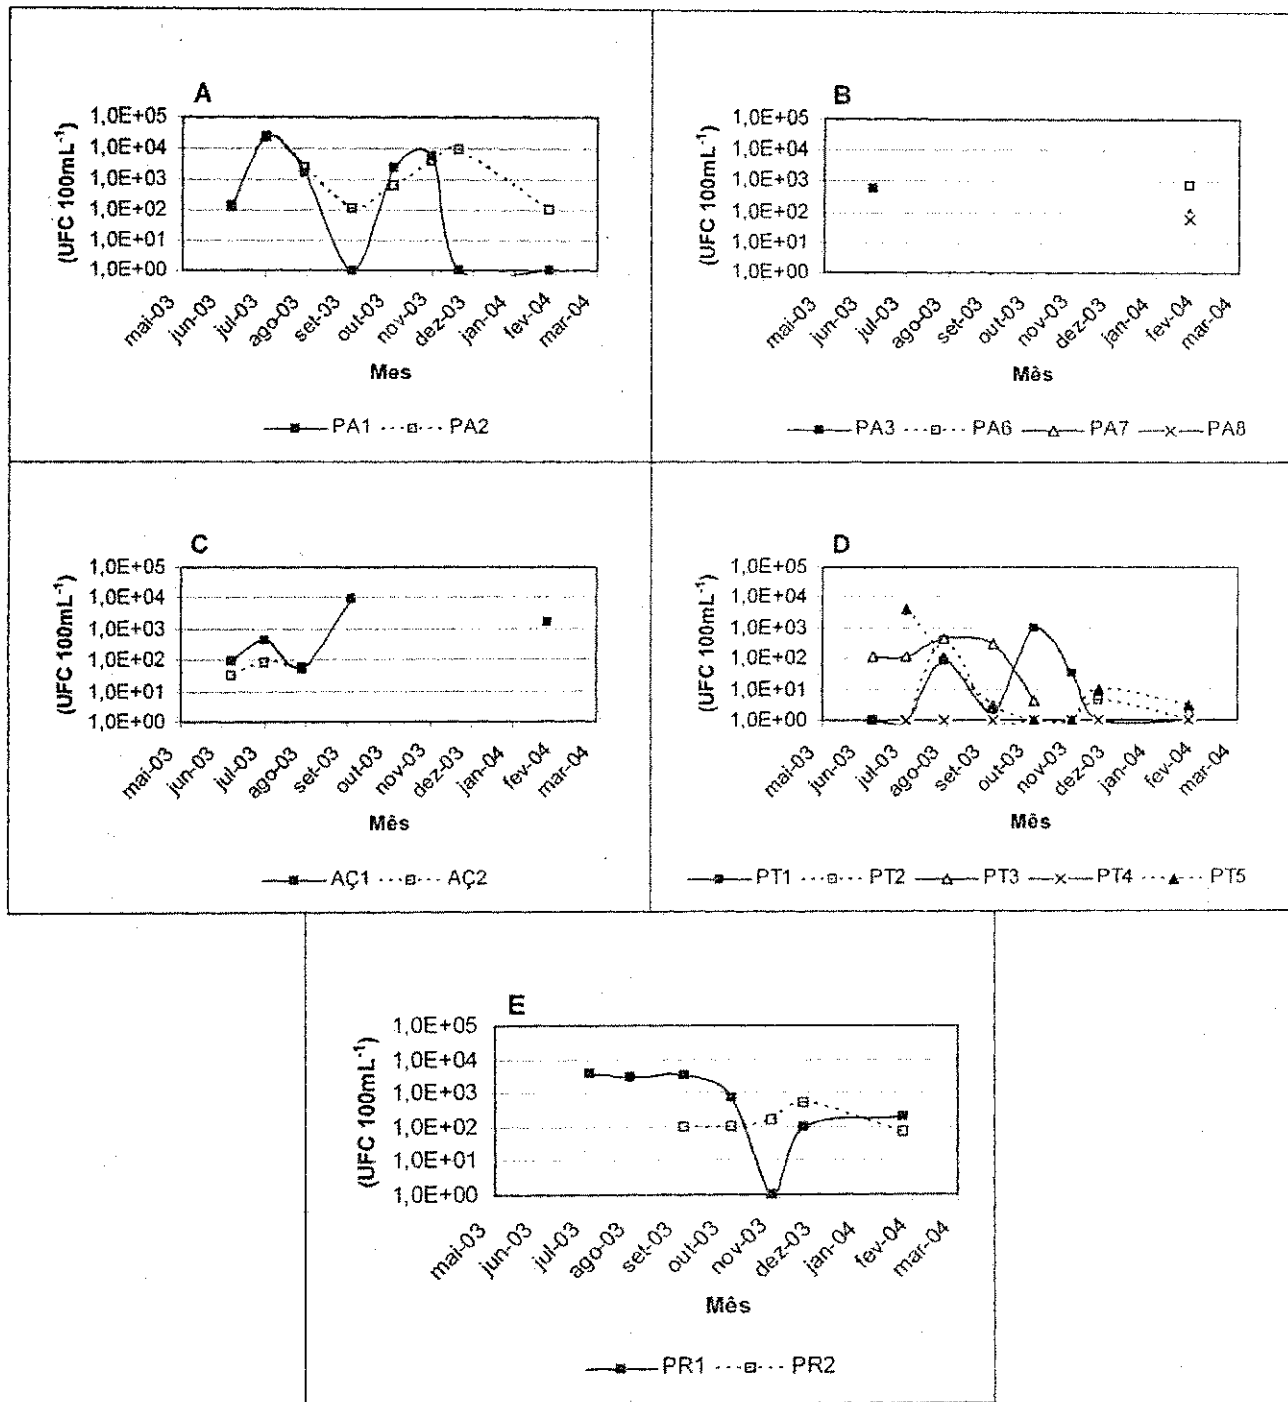 A
(UFC 100mL⁻¹)
1,0E+05
1,0E+04
1,0E+03
1,0E+02
1,0E+01
1,0E+00
mai-03 jun-03 jul-03 ago-03 set-03 out-03 nov-03 dez-03 jan-04 fev-04 mar-04
Mes
PA1 PA2
B
(UFC 100mL⁻¹)
1,0E+05
1,0E+04
1,0E+03
1,0E+02
1,0E+01
1,0E+00
mai-03 jun-03 jul-03 ago-03 set-03 out-03 nov-03 dez-03 jan-04 fev-04 mar-04
Mês
PA3 PA6 PA7 PA8
C
(UFC 100mL⁻¹)
1,0E+05
1,0E+04
1,0E+03
1,0E+02
1,0E+01
1,0E+00
mai-03 jun-03 jul-03 ago-03 set-03 out-03 nov-03 dez-03 jan-04 fev-04 mar-04
Mês
AÇ1 AÇ2
D
(UFC 100mL⁻¹)
1,0E+05
1,0E+04
1,0E+03
1,0E+02
1,0E+01
1,0E+00
mai-03 jun-03 jul-03 ago-03 set-03 out-03 nov-03 dez-03 jan-04 fev-04 mar-04
Mês
PT1 PT2 PT3 PT4 PT5
E
(UFC 100mL⁻¹)
1,0E+05
1,0E+04
1,0E+03
1,0E+02
1,0E+01
1,0E+00
mai-03 jun-03 jul-03 ago-03 set-03 out-03 nov-03 dez-03 jan-04 fev-04 mar-04
Mês
PR1 PR2